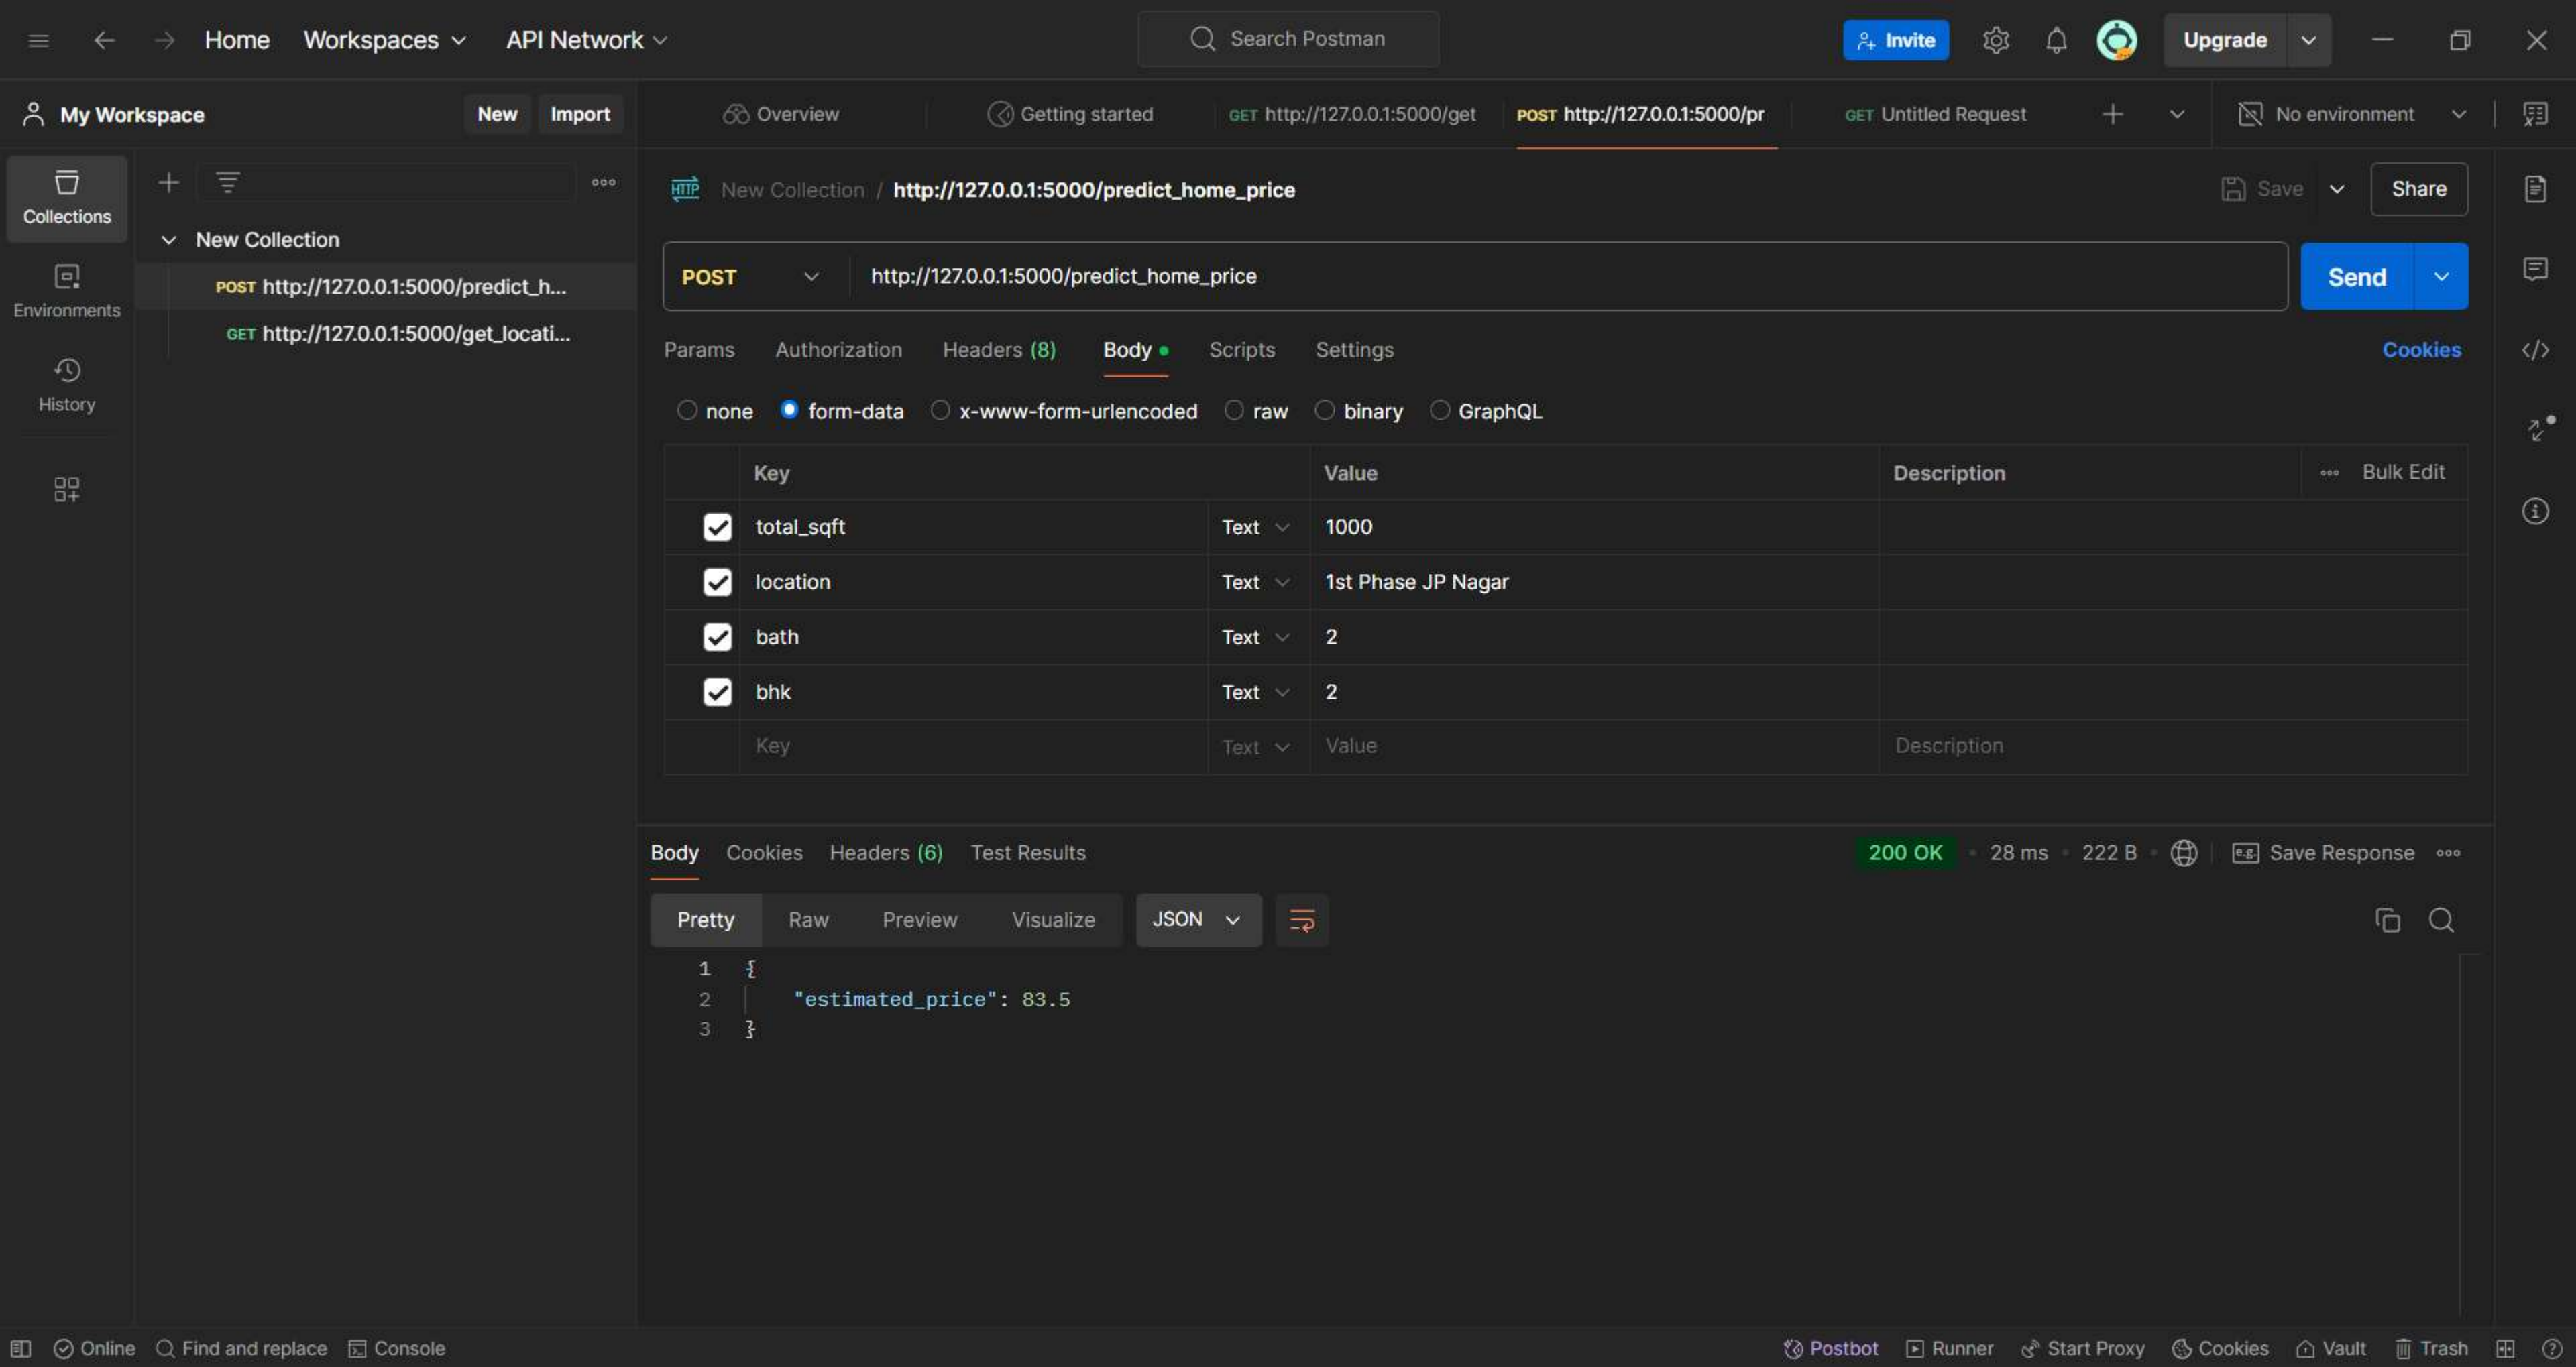 Home Workspaces API Network Search Postman Invite Upgrade
My Workspace New Import Overview Getting started GET http://127.0.0.1:5000/get POST http://127.0.0.1:5000/pr GET Untitled Request No environment
Collections
New Collection / http://127.0.0.1:5000/predict_home_price Save Share
New Collection
POST http://127.0.0.1:5000/predict_h...
GET http://127.0.0.1:5000/get_locati...
Environments
History
POST http://127.0.0.1:5000/predict_home_price Send
Params Authorization Headers (8) Body Scripts Settings Cookies
none form-data x-www-form-urlencoded raw binary GraphQL
Key Value Description Bulk Edit
total_sqft Text 1000
location Text 1st Phase JP Nagar
bath Text 2
bhk Text 2
Key Text Value Description
Body Cookies Headers (6) Test Results 200 OK 28 ms 222 B e.g. Save Response
Pretty Raw Preview Visualize JSON
1 {
2 "estimated_price": 83.5
3 }
Online Find and replace Console Postbot Runner Start Proxy Cookies Vault Trash